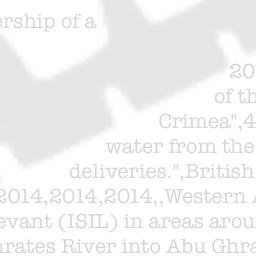 ership of a
20
of th
Crimea",4
water from the
deliveries.",British
2014,2014,2014,,Western
evant (ISIL) in areas arou
rates River into Abu Ghra